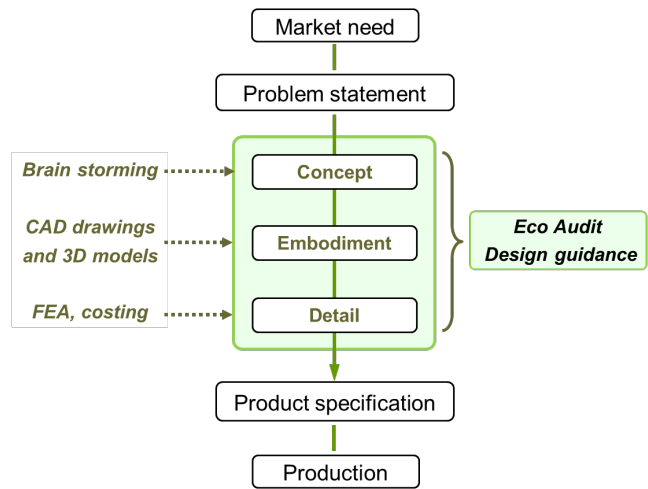 Market need
Problem statement
Brain storming
Concept
CAD drawings
and 3D models
Embodiment
Eco Audit
Design guidance
FEA, costing
Detail
Product specification
Production